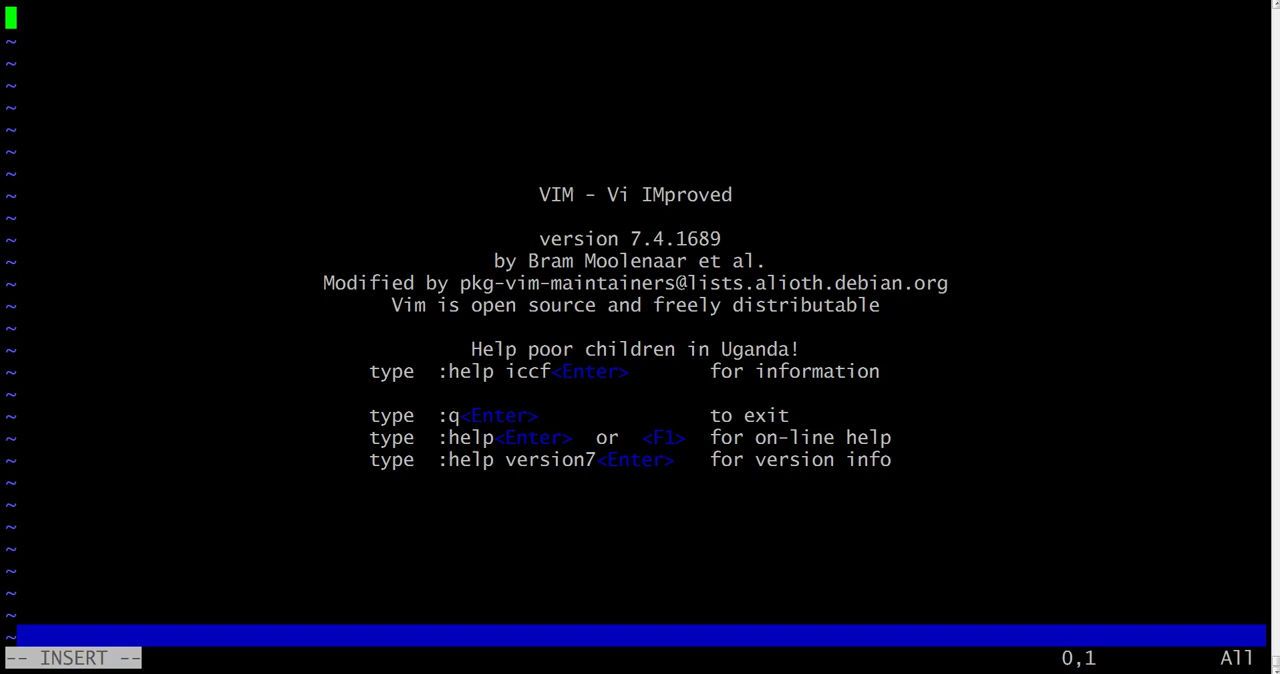 ~
~
~
~
~
~
~
~ VIM - Vi IMproved
~
~ version 7.4.1689
~ by Bram Moolenaar et al.
~ Modified by pkg-vim-maintainers@lists.alioth.debian.org
~ Vim is open source and freely distributable
~
~ Help poor children in Uganda!
~ type :help iccf<Enter> for information
~
~ type :q<Enter> to exit
~ type :help<Enter> or <F1> for on-line help
~ type :help version7<Enter> for version info
~
~
~
~
~
~
~
~
-- INSERT -- 0,1 All